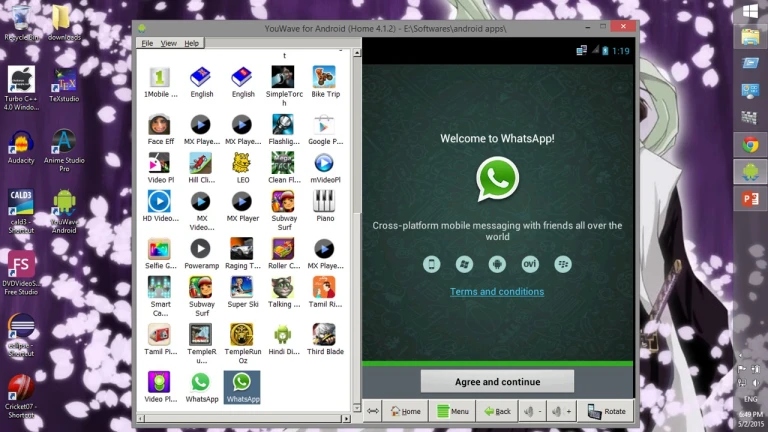 YouWave for Android (Home 4.1.2) - E:\Softwares\android apps\
Recycle Bin
downloads
Turbo C++
4.0 Windo...
TeXstudio
Audacity
Anime Studio
Pro
cald3 -
Shortcut
YouWave
Android
FS
DVDVideoS...
Free Studio
eclipse -
Shortcut
Cricket07 -
Shortcut
File View Help
t
1Mobile ...
English
English
SimpleTorc
h
Bike Trip
Face Eff
MX Playe...
MX Playe...
Flashlig...
Google P...
Video Pl
Hill Cli...
LEO
Clean Fl...
mVideoPl
HD Video...
MX
Video...
MX Player
Subway
Surf
Piano
Selfie G...
Poweramp
Raging T...
Roller C...
MX Playe...
Smart
Ca...
Subway
Surf
Super Ski
Talking ...
Tamil Ri...
Tamil Pl...
TempleR
u...
TempleRun
Oz
Hindi Di...
Third Blade
Video Pl...
WhatsApp
WhatsApp
1:19
Welcome to WhatsApp!
Cross-platform mobile messaging with friends all over the
world
ovi
Terms and conditions
Agree and continue
Home
Menu
Back
-
+
Rotate
ENG
6:49 PM
5/2/2015